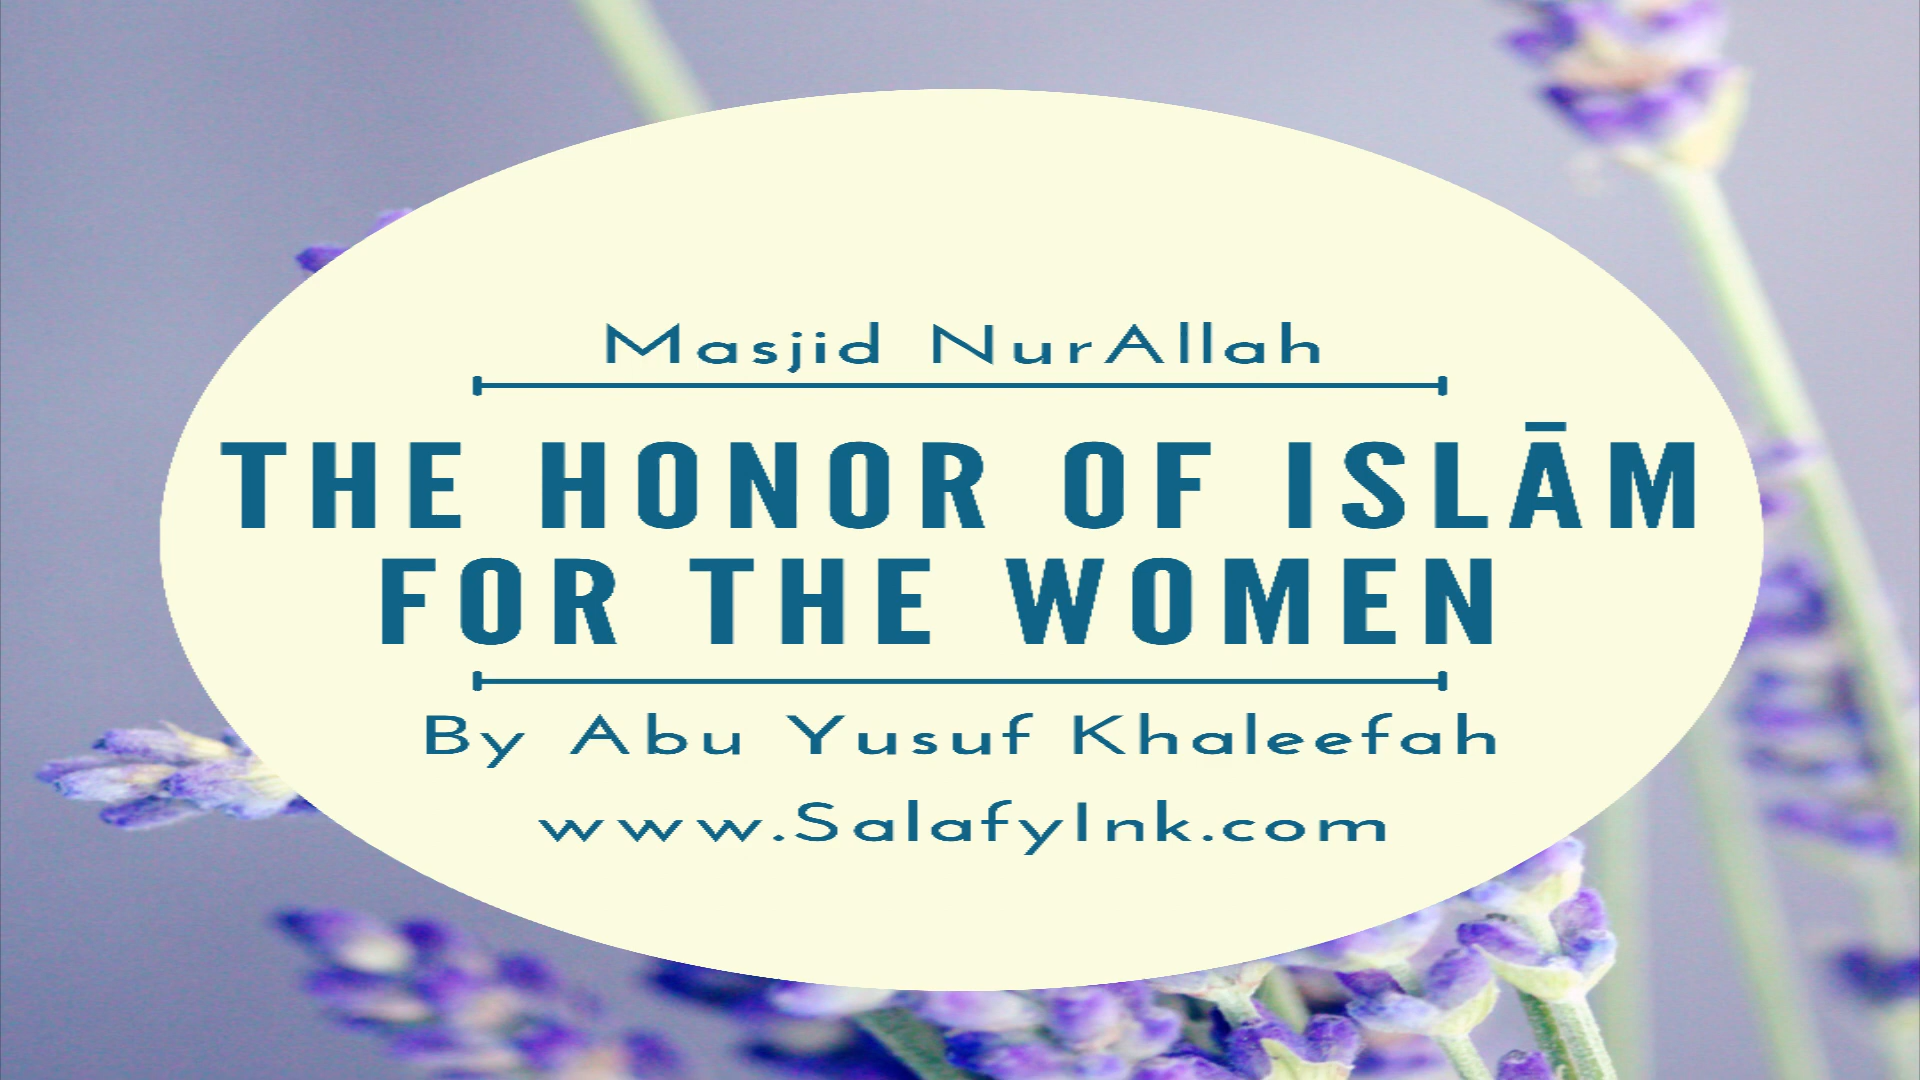 Masjid NurAllah
THE HONOR OF ISLĀM
FOR THE WOMEN
By Abu Yusuf Khaleefah
www.SalafyInk.com